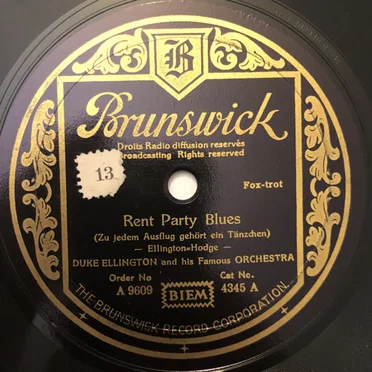 B
Brunswick
Droits Radio diffusion reservès
Broadcasting Rights reserved
13
Fox-trot
Rent Party Blues
(Zu jedem Ausflug gehört ein Tänzchen)
— Ellington-Hodge —
DUKE ELLINGTON and his Famous ORCHESTRA
Order No
A 9609
BIEM
Cat No.
4345 A
THE BRUNSWICK RECORD CORPORATION.